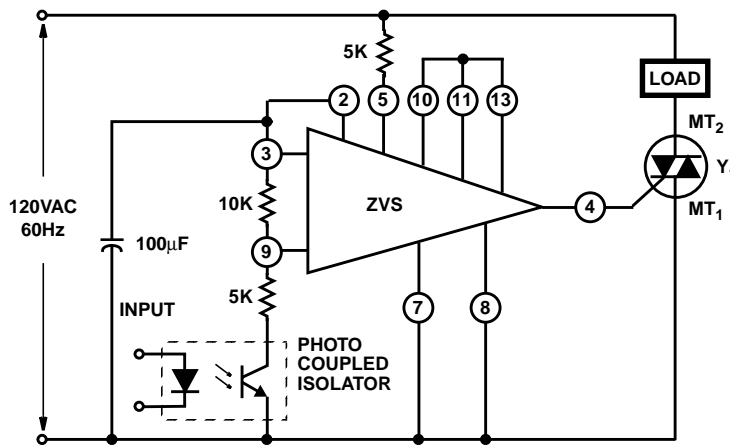 5K
2
5
10
11
13
LOAD
3
MT2
120VAC
60Hz
10K
ZVS
4
Y
MT1
100µF
9
INPUT
5K
7
8
PHOTO
COUPLED
ISOLATOR